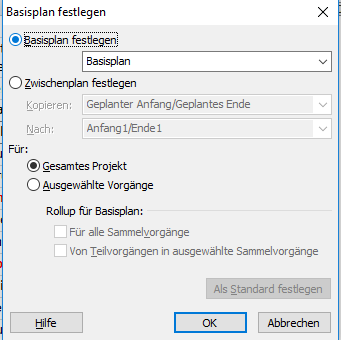 Basisplan festlegen
Basisplan festlegen
Basisplan
Zwischenplan festlegen
Kopieren: Geplanter Anfang/Geplantes Ende
Nach: Anfang1/Ende1
Für:
Gesamtes Projekt
Ausgewählte Vorgänge
Rollup für Basisplan:
Für alle Sammelvorgänge
Von Teilvorgängen in ausgewählte Sammelvorgänge
Als Standard festlegen
Hilfe OK Abbrechen